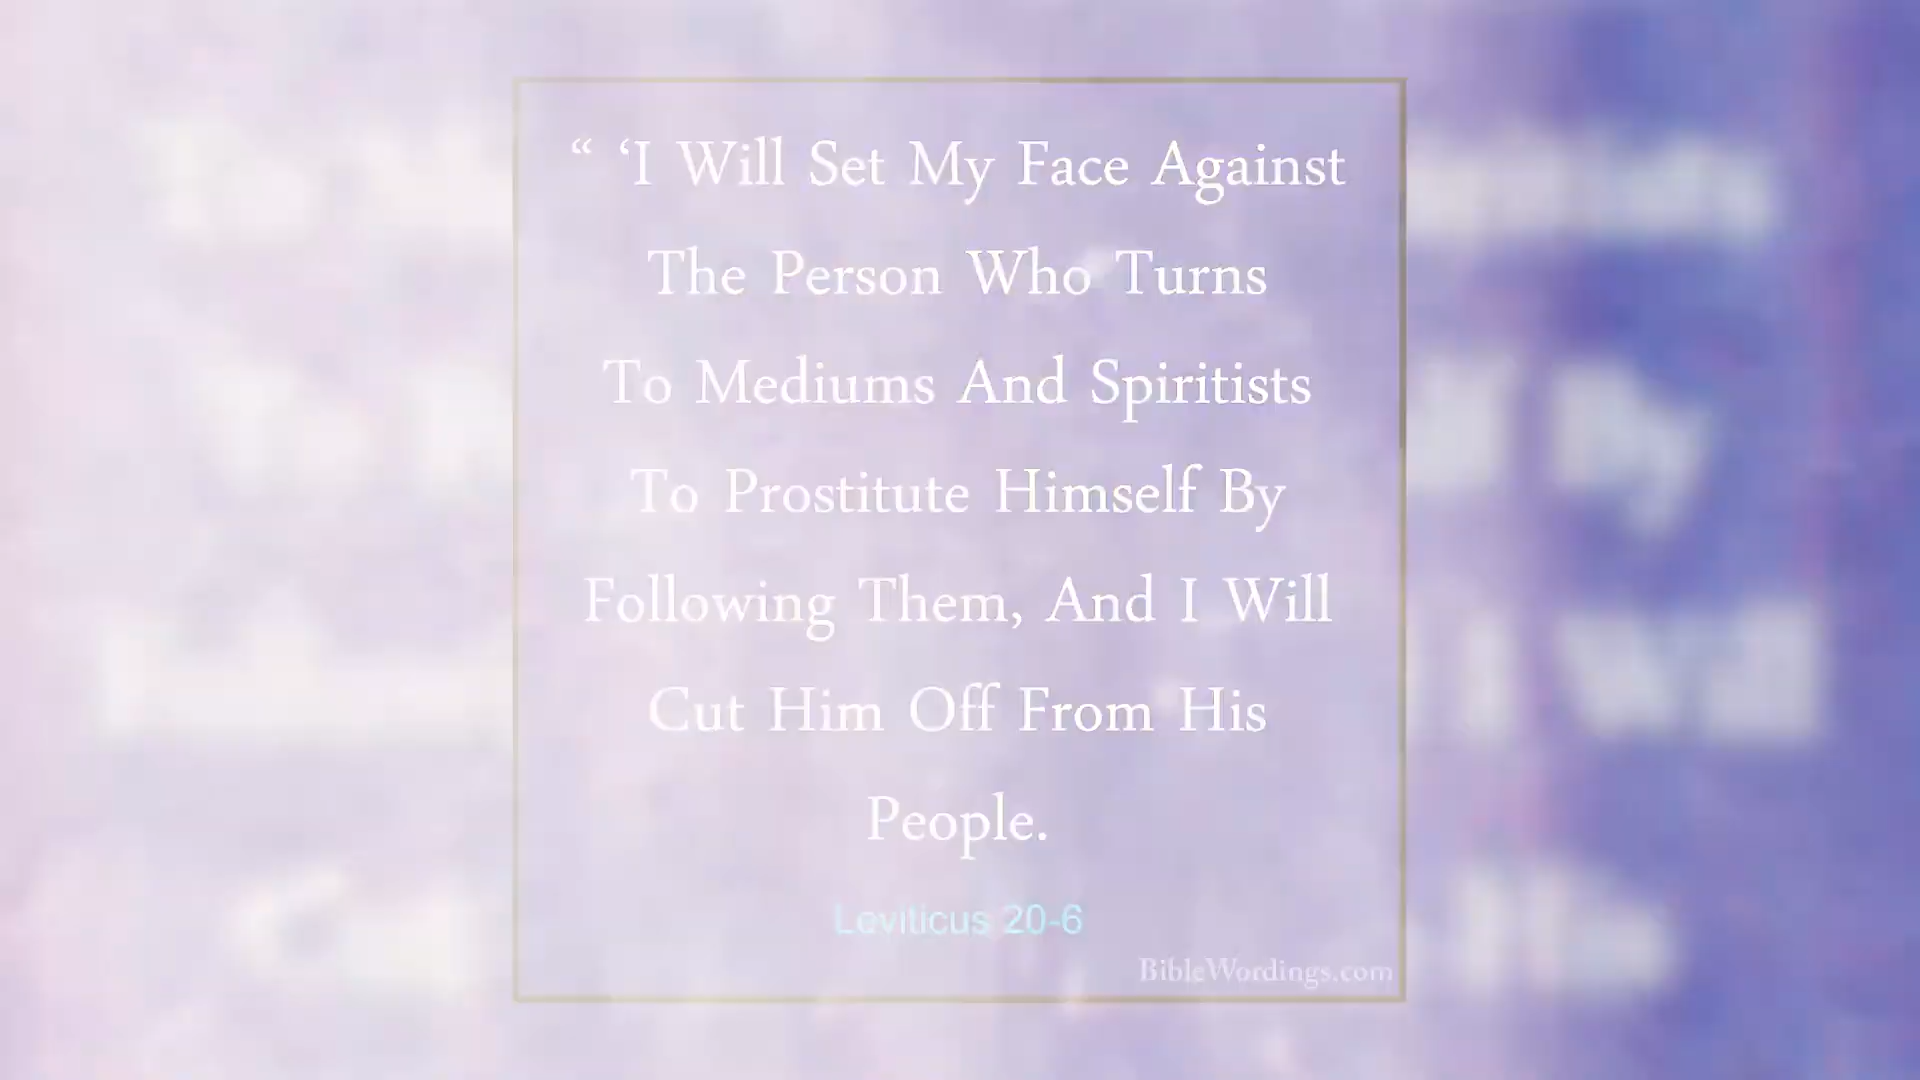 “ ‘I Will Set My Face Against
The Person Who Turns
To Mediums And Spiritists
To Prostitute Himself By
Following Them, And I Will
Cut Him Off From His
People.
Leviticus 20-6
BibleWordings.com